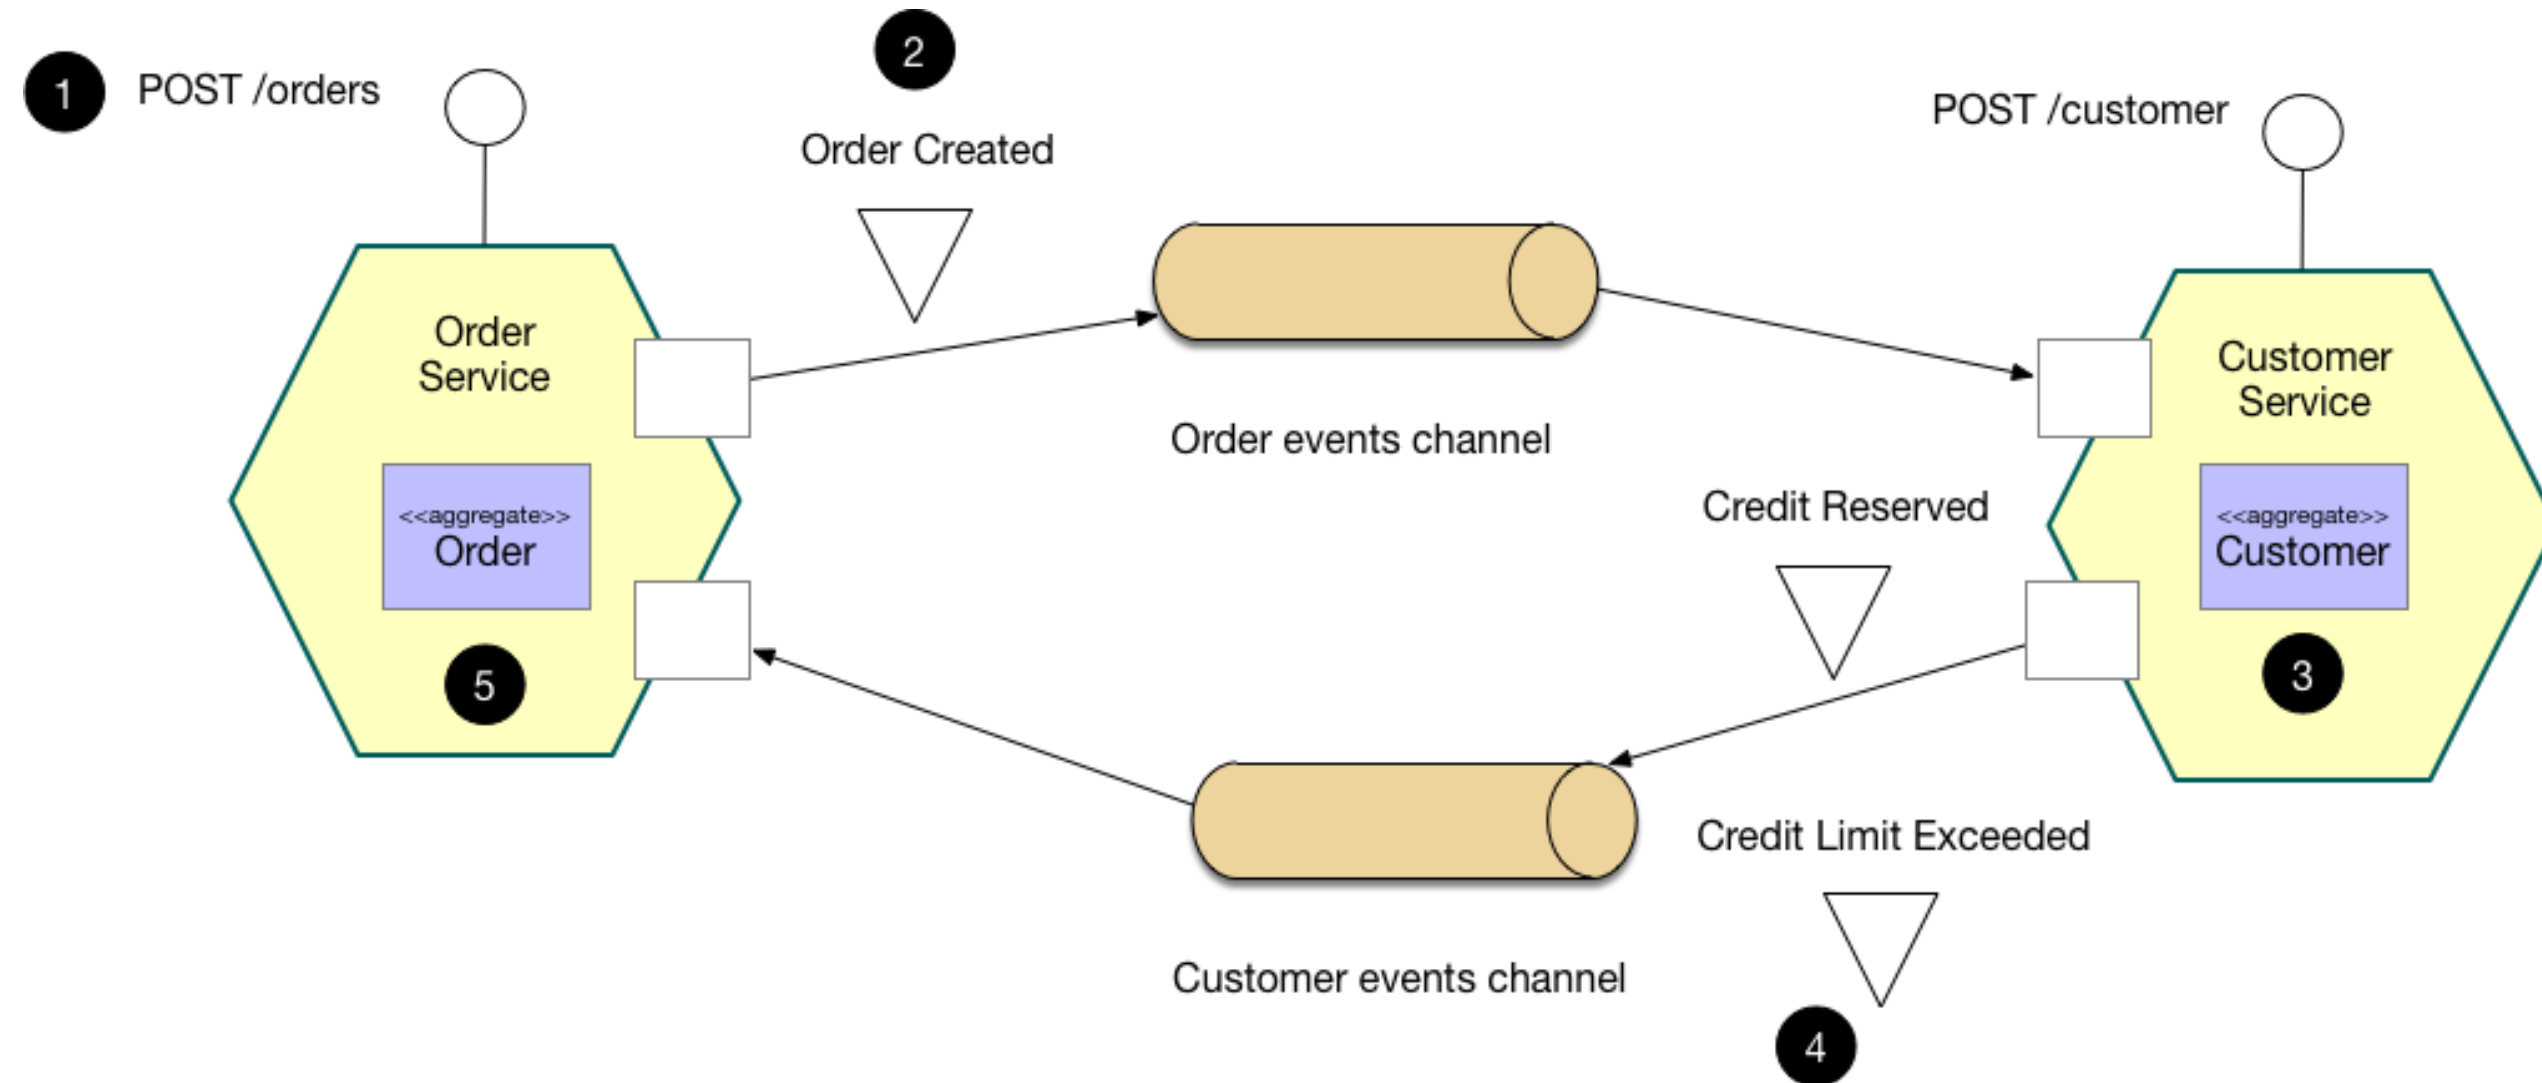 2
1
POST /orders
POST /customer
Order Created
Order
Service
Customer
Service
Order events channel
Credit Reserved
<<aggregate>>
Order
<<aggregate>>
Customer
5
3
Credit Limit Exceeded
Customer events channel
4